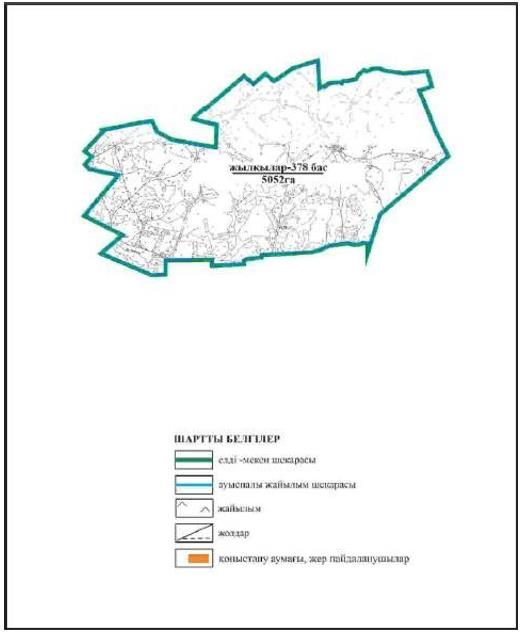 жылқылар-378 бас
5052га
ШАРТТЫ БЕЛГІЛЕР
елді -мекен шекарасы
ауыспалы жайылым шекарасы
жайылым
жолдар
қоныстану аумағы, жер пайдаланушылар